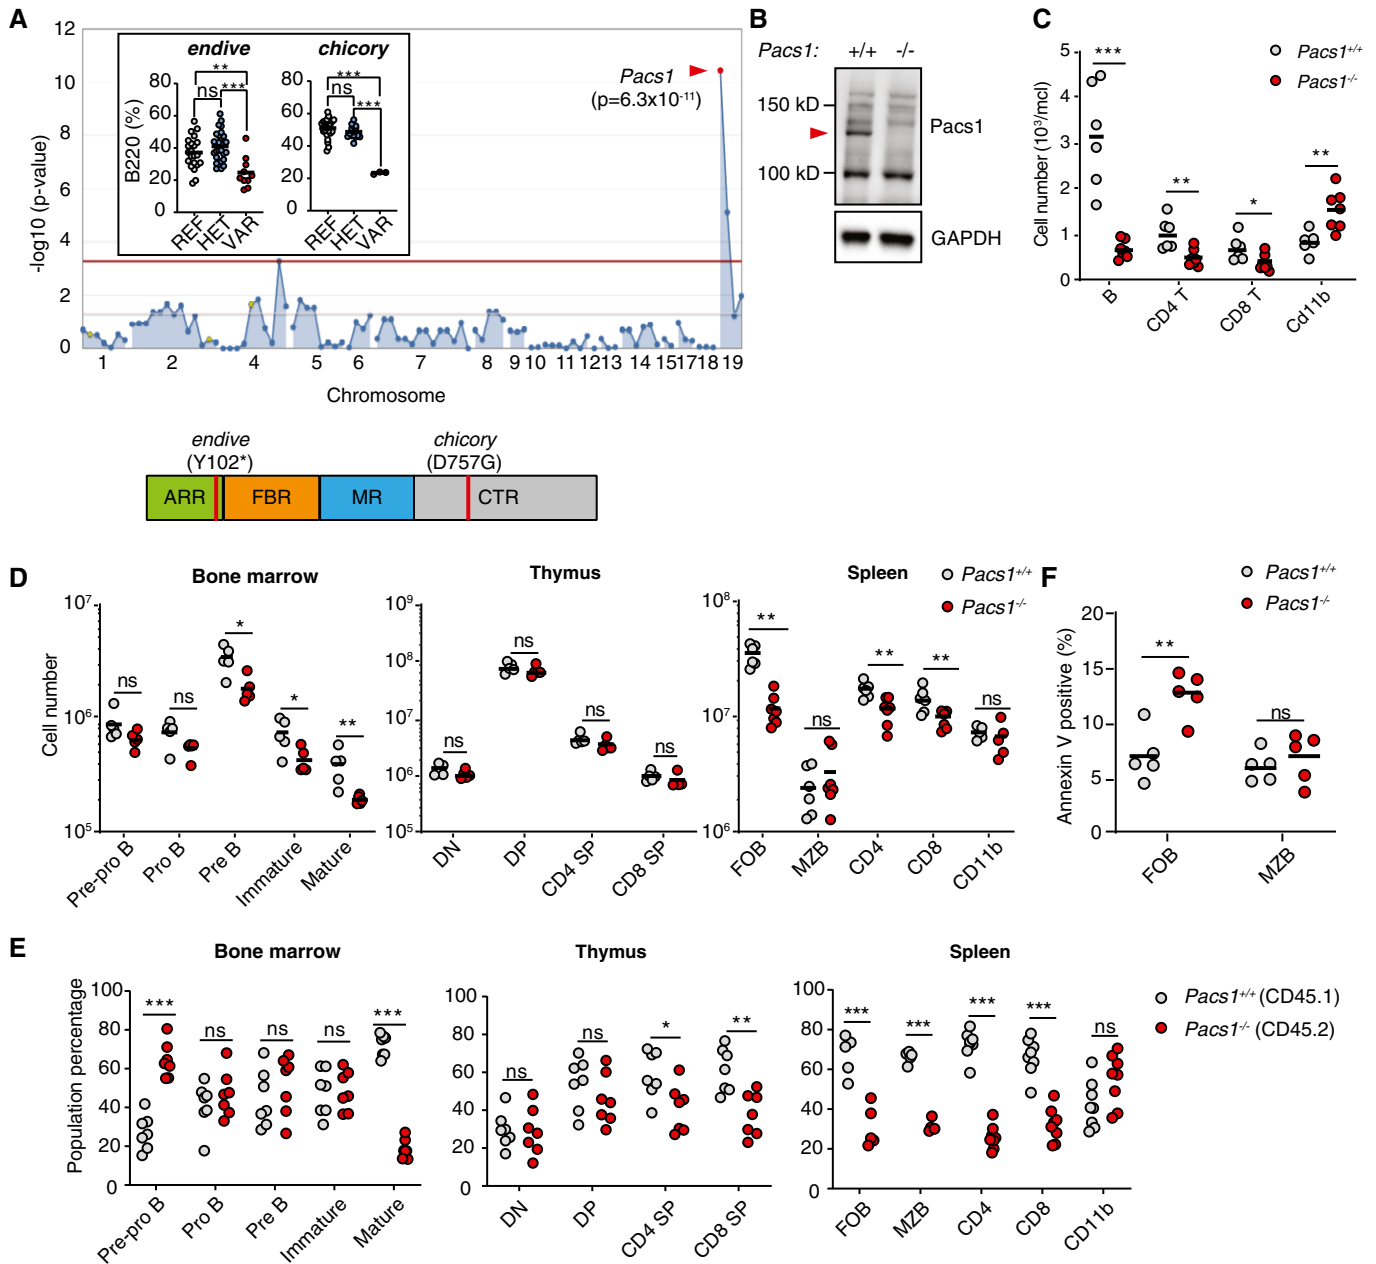 A
12
10
8
6
4
2
0
-log10 (p-value)
endive
chicory
B220 (%)
80
60
40
20
0
**
ns
***
REF
HET
VAR
80
60
40
20
0
***
ns
***
REF
HET
VAR
Pacs1
(p=6.3x10-11)
1 2 4 5 6 7 8 9 10 11 1213 14 151718 19
Chromosome
endive
(Y102*)
chicory
(D757G)
ARR FBR MR CTR
B
Pacs1: +/+ -/-
150 kD
100 kD
Pacs1
GAPDH
C
Pacs1+/+
Pacs1-/-
Cell number (103/mcl)
5
4
3
2
1
0
***
**
*
**
B
CD4 T
CD8 T
Cd11b
D
Bone marrow
Cell number
107
106
105
ns
ns
*
*
**
Pre-pro B
Pro B
Pre B
Immature
Mature
Thymus
109
108
107
106
105
ns
ns
ns
ns
DN
DP
CD4 SP
CD8 SP
Spleen
Pacs1+/+
Pacs1-/-
108
107
106
**
ns
**
**
ns
FOB
MZB
CD4
CD8
CD11b
F
Pacs1+/+
Pacs1-/-
Annexin V positive (%)
20
15
10
5
0
**
ns
FOB
MZB
E
Bone marrow
Population percentage
100
80
60
40
20
0
***
ns
ns
ns
***
Pre-pro B
Pro B
Pre B
Immature
Mature
Thymus
100
80
60
40
20
0
ns
ns
*
**
DN
DP
CD4 SP
CD8 SP
Spleen
100
80
60
40
20
0
***
***
***
***
ns
FOB
MZB
CD4
CD8
CD11b
Pacs1+/+ (CD45.1)
Pacs1-/- (CD45.2)